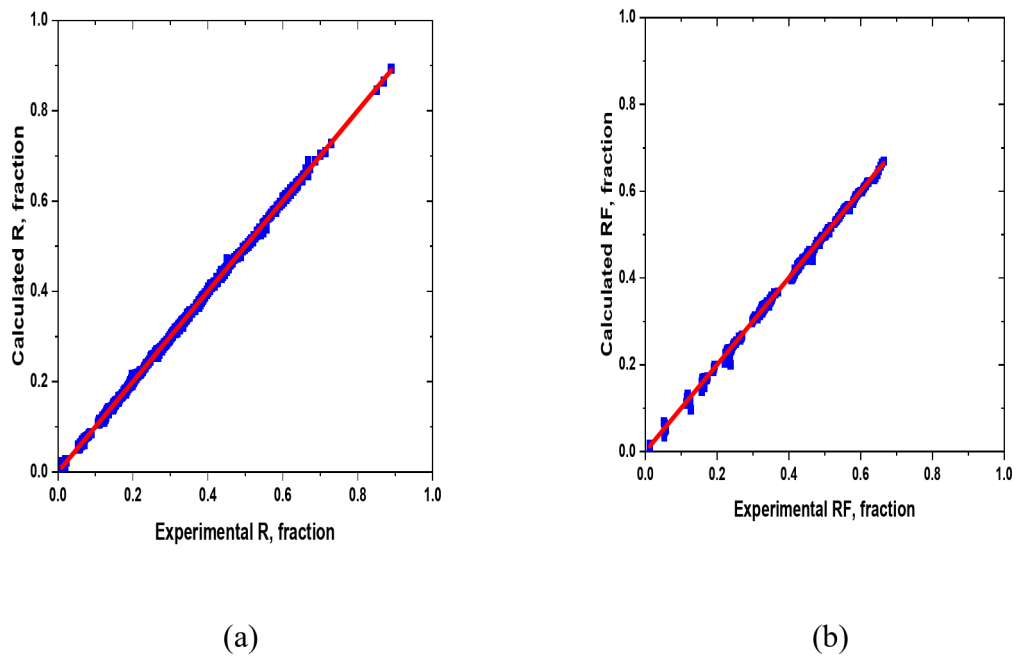 1.0
0.8
0.6
0.4
0.2
0.0
Calculated R, fraction
0.0 0.2 0.4 0.6 0.8 1.0
Experimental R, fraction
(a)
1.0
0.8
0.6
0.4
0.2
0.0
Calculated RF, fraction
0.0 0.2 0.4 0.6 0.8 1.0
Experimental RF, fraction
(b)